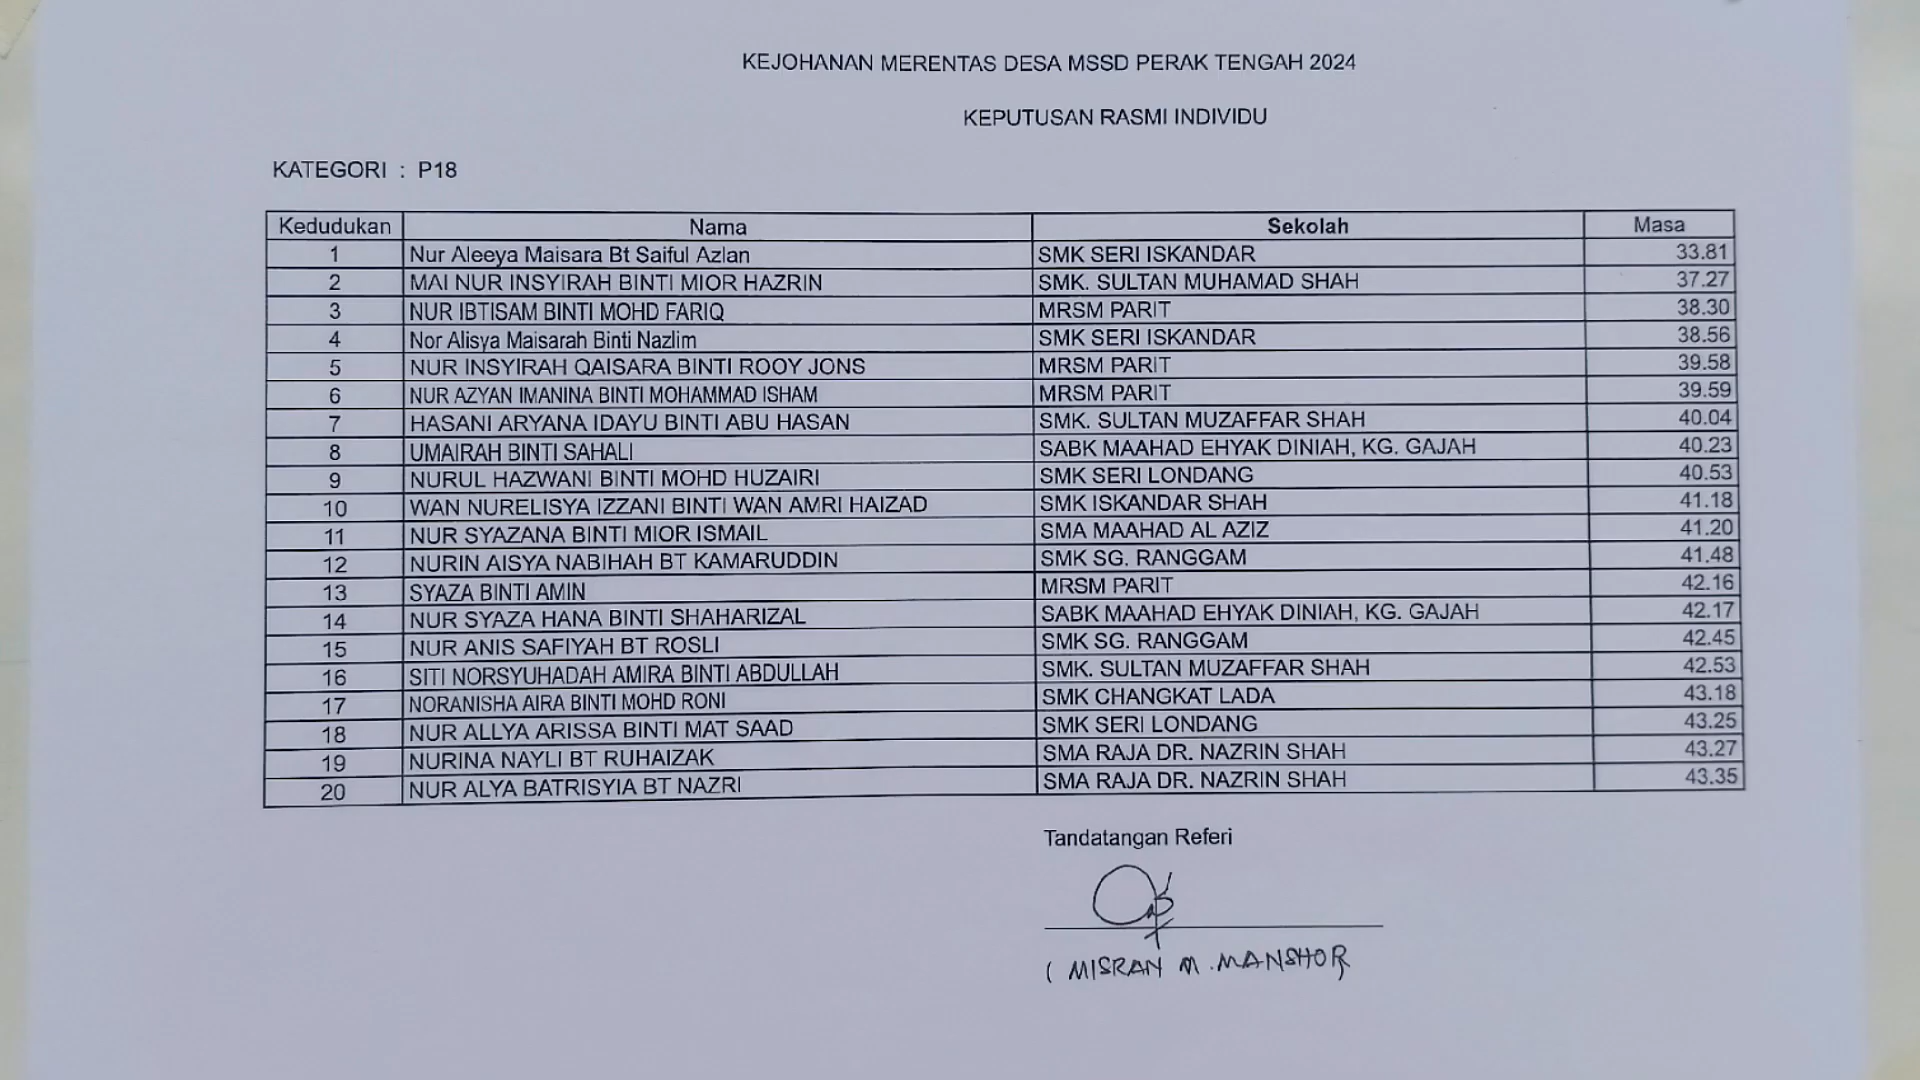 KEJOHANAN MERENTAS DESA MSSD PERAK TENGAH 2024
KEPUTUSAN RASMI INDIVIDU
KATEGORI : P18
Kedudukan Nama Sekolah Masa
1 Nur Aleeya Maisara Bt Saiful Azlan SMK SERI ISKANDAR 33.81
2 MAI NUR INSYIRAH BINTI MIOR HAZRIN SMK. SULTAN MUHAMAD SHAH 37.27
3 NUR IBTISAM BINTI MOHD FARIQ MRSM PARIT 38.30
4 Nor Alisya Maisarah Binti Nazlim SMK SERI ISKANDAR 38.56
5 NUR INSYIRAH QAISARA BINTI ROOY JONS MRSM PARIT 39.58
6 NUR AZYAN IMANINA BINTI MOHAMMAD ISHAM MRSM PARIT 39.59
7 HASANI ARYANA IDAYU BINTI ABU HASAN SMK. SULTAN MUZAFFAR SHAH 40.04
8 UMAIRAH BINTI SAHALI SABK MAAHAD EHYAK DINIAH, KG. GAJAH 40.23
9 NURUL HAZWANI BINTI MOHD HUZAIRI SMK SERI LONDANG 40.53
10 WAN NURELISYA IZZANI BINTI WAN AMRI HAIZAD SMK ISKANDAR SHAH 41.18
11 NUR SYAZANA BINTI MIOR ISMAIL SMA MAAHAD AL AZIZ 41.20
12 NURIN AISYA NABIHAH BT KAMARUDDIN SMK SG. RANGGAM 41.48
13 SYAZA BINTI AMIN MRSM PARIT 42.16
14 NUR SYAZA HANA BINTI SHAHARIZAL SABK MAAHAD EHYAK DINIAH, KG. GAJAH 42.17
15 NUR ANIS SAFIYAH BT ROSLI SMK SG. RANGGAM 42.45
16 SITI NORSYUHADAH AMIRA BINTI ABDULLAH SMK. SULTAN MUZAFFAR SHAH 42.53
17 NORANISHA AIRA BINTI MOHD RONI SMK CHANGKAT LADA 43.18
18 NUR ALLYA ARISSA BINTI MAT SAAD SMK SERI LONDANG 43.25
19 NURINA NAYLI BT RUHAIZAK SMA RAJA DR. NAZRIN SHAH 43.27
20 NUR ALYA BATRISYIA BT NAZRI SMA RAJA DR. NAZRIN SHAH 43.35
Tandatangan Referi
( MISRAN M. MANSHOR)